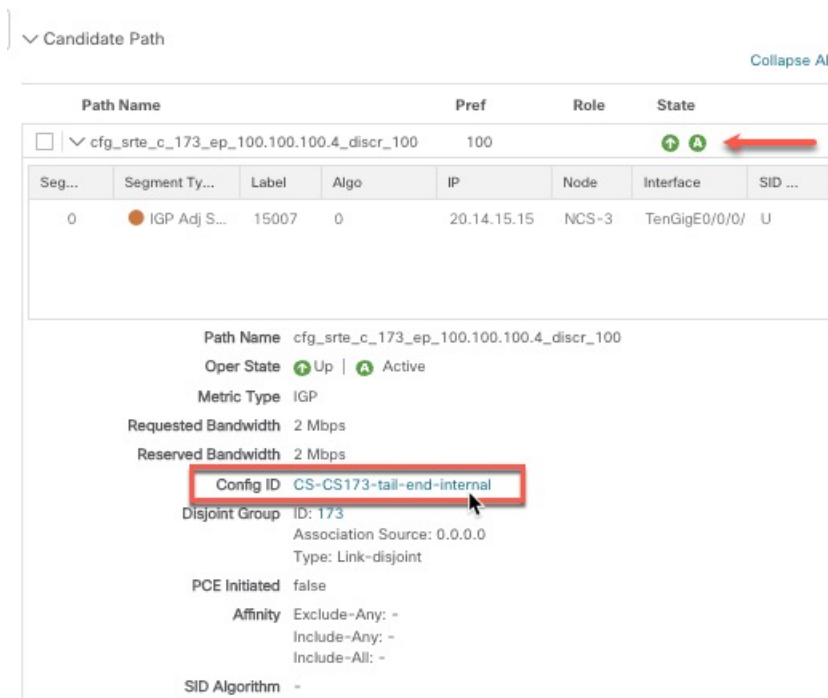 Candidate Path
Collapse Al
Path Name Pref Role State
cfg_srte_c_173_ep_100.100.100.4_discr_100 100 A
Seg... Segment Ty... Label Algo IP Node Interface SID ...
0 IGP Adj S... 15007 0 20.14.15.15 NCS-3 TenGigE0/0/0/ U
Path Name cfg_srte_c_173_ep_100.100.100.4_discr_100
Oper State Up | A Active
Metric Type IGP
Requested Bandwidth 2 Mbps
Reserved Bandwidth 2 Mbps
Config ID CS-CS173-tail-end-internal
Disjoint Group ID: 173
Association Source: 0.0.0.0
Type: Link-disjoint
PCE Initiated false
Affinity Exclude-Any: -
Include-Any: -
Include-All: -
SID Algorithm -